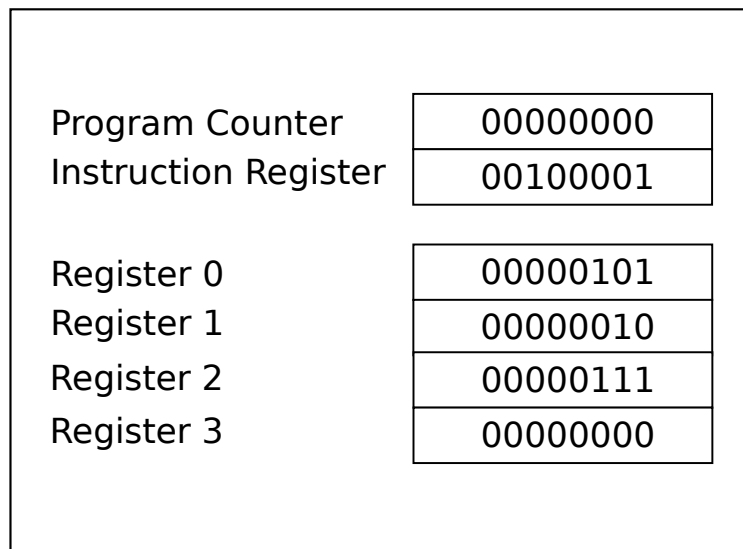 Program Counter 00000000
Instruction Register 00100001
Register 0 00000101
Register 1 00000010
Register 2 00000111
Register 3 00000000